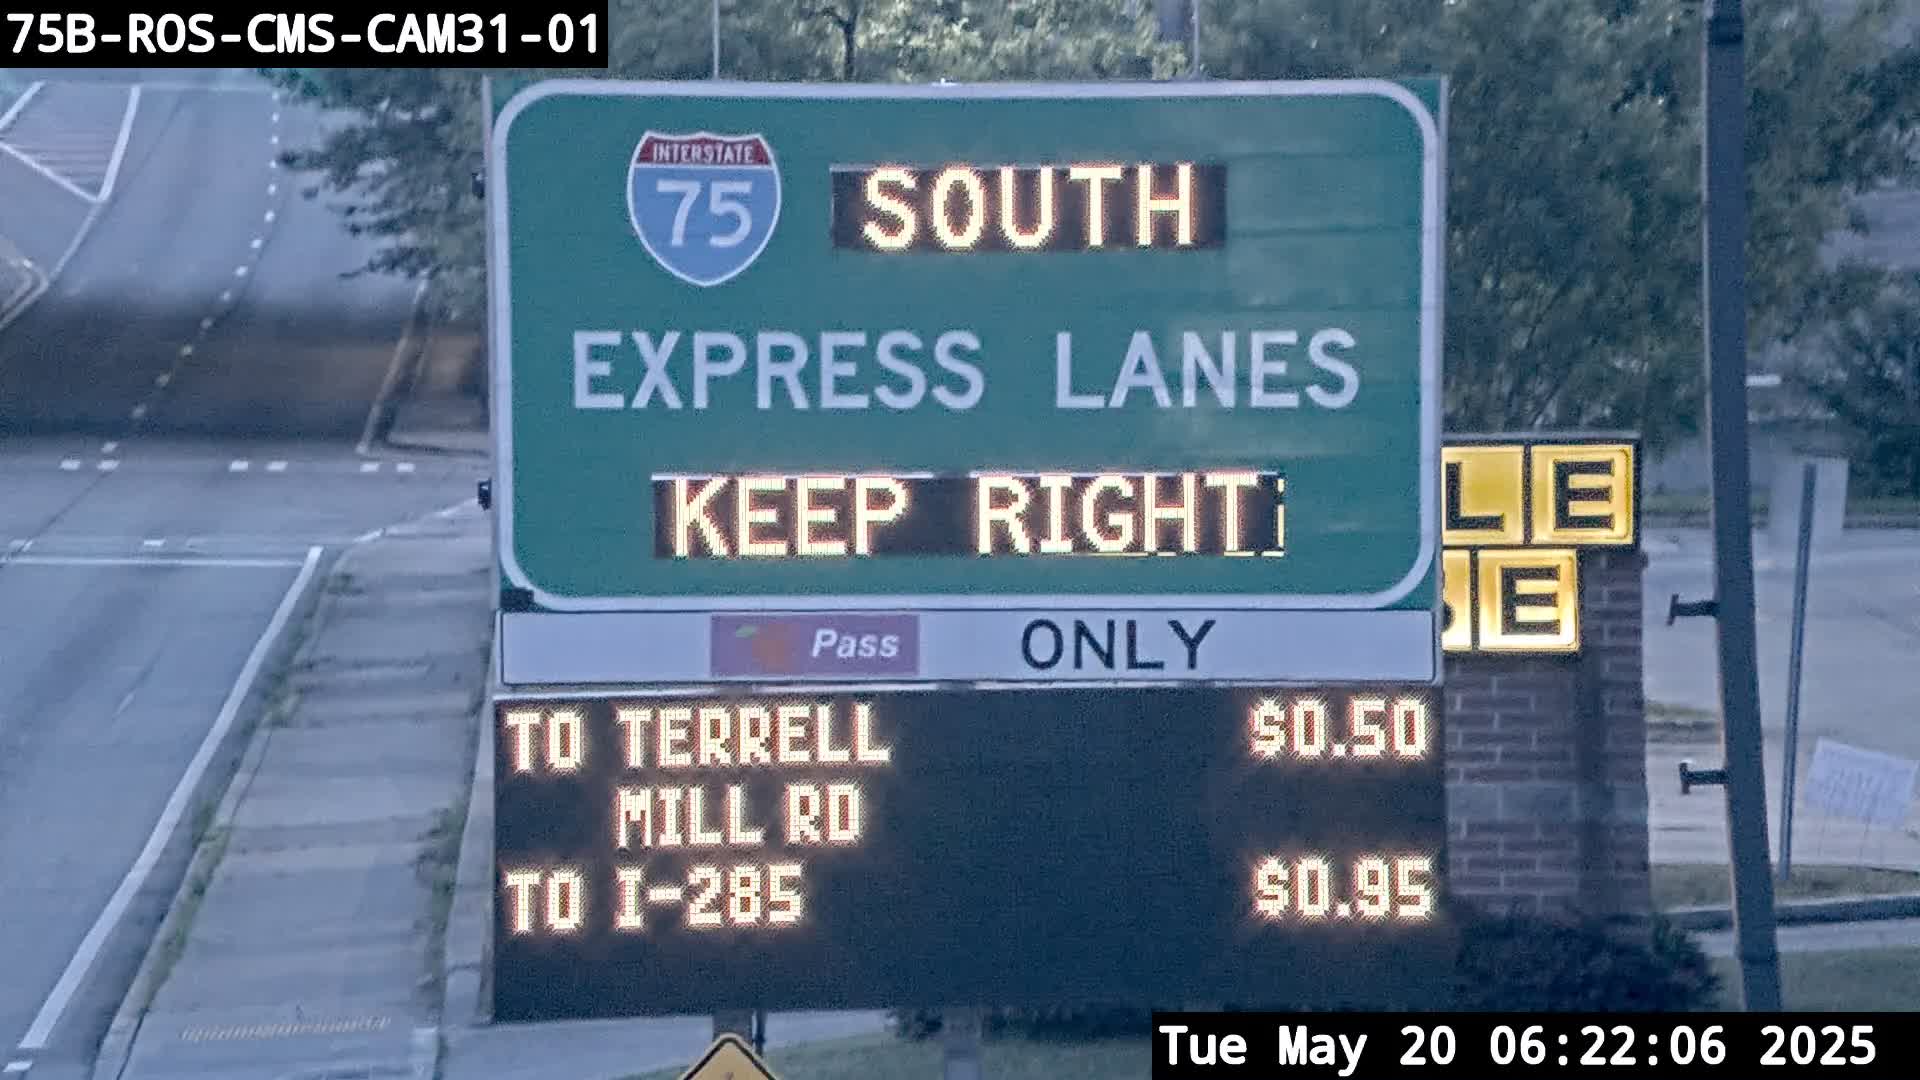 75B-ROS-CMS-CAM31-01
INTERSTATE
75
SOUTH
EXPRESS LANES
KEEP RIGHT
Pass ONLY
TO TERRELL $0.50
MILL RD
TO I-285 $0.95
LE
E
Tue May 20 06:22:06 2025